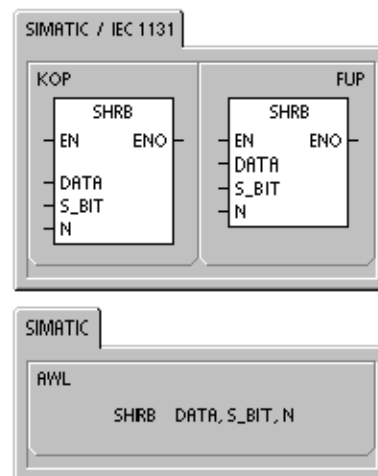 SIMATIC / IEC 1131
KOP
FUP
SHRB
EN ENO
DATA
S_BIT
N
SHRB
EN ENO
DATA
S_BIT
N
SIMATIC
AWL
SHRB DATA, S_BIT, N